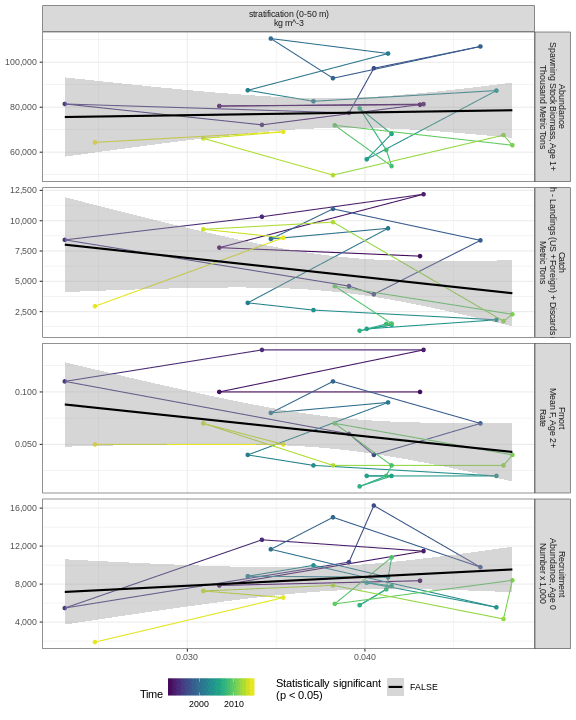 stratification (0-50 m)
kg m^-3
100,000
80,000
60,000
Abundance
Spawning Stock Biomass, Age 1+
Thousand Metric Tons
12,500
10,000
7,500
5,000
2,500
Catch
h - Landings (US +Foreign) + Discards
Metric Tons
0.100
0.050
Fmort
Mean F, Age 2+
Rate
16,000
12,000
8,000
4,000
Recruitment
Abundance, Age 0
Number x 1,000
0.030
0.040
Time
2000
2010
Statistically significant
(p < 0.05)
FALSE